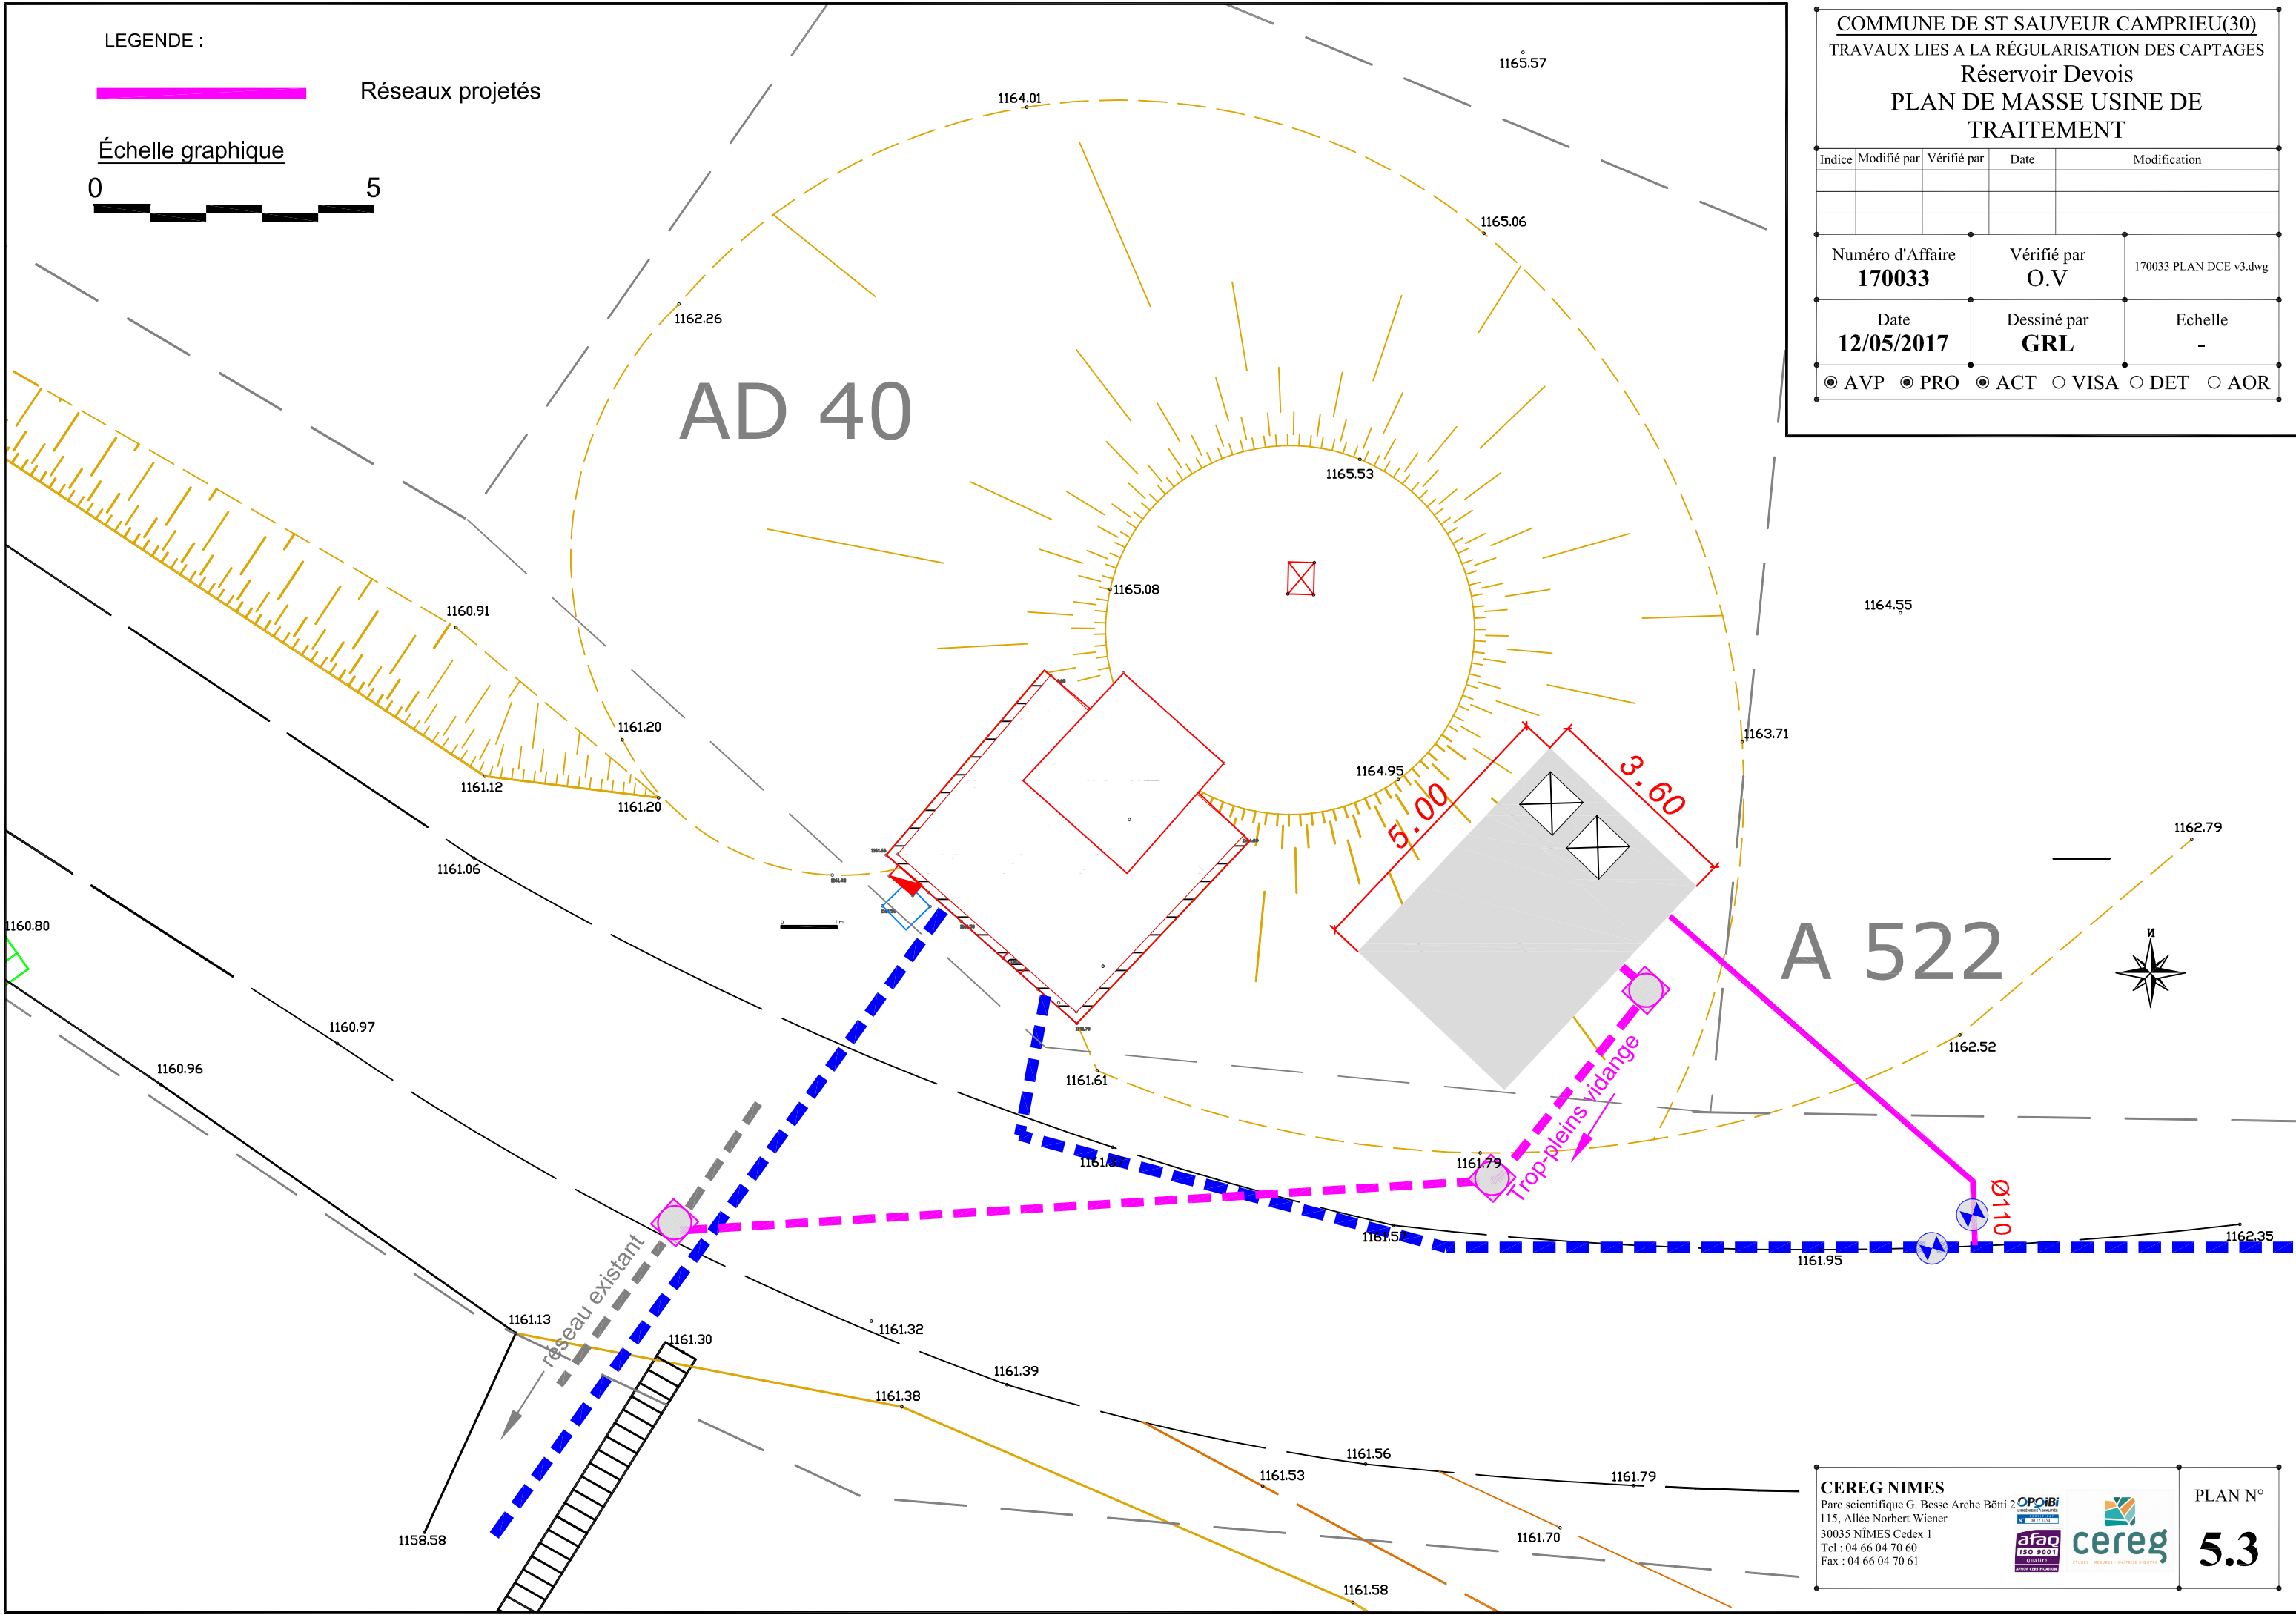 LEGENDE :
Réseaux projetés
Échelle graphique
0 5
COMMUNE DE ST SAUVEUR CAMPRIEU(30)
TRAVAUX LIES A LA RÉGULARISATION DES CAPTAGES
Réservoir Devois
PLAN DE MASSE USINE DE
TRAITEMENT
Indice Modifié par Vérifié par Date Modification
Numéro d'Affaire
170033
Vérifié par
O.V
170033 PLAN DCE v3.dwg
Date
12/05/2017
Dessiné par
GRL
Echelle
-
AVP PRO ACT VISA DET AOR
1165.57
1164.01
1165.06
1162.26
AD 40
1165.53
1165.08
1160.91
1164.55
1161.20
1163.71
1161.12
1161.20
1164.95
5.00
3.60
1162.79
1161.06
0 1 m
1160.80
A 522
N
1160.97
1162.52
1160.96
1161.61
Trop-pleins vidange
1161.37
1161.79
Ø110
1161.57
1161.95
1162.35
réseau existant
1161.13
1161.32
1161.30
1161.39
1161.38
1161.56
1161.53
1161.79
1161.70
1158.58
1161.58
CEREG NIMES
Parc scientifique G. Besse Arche Bötti 2
115, Allée Norbert Wiener
30035 NÎMES Cedex 1
Tel : 04 66 04 70 60
Fax : 04 66 04 70 61
OPQiBi
afaq
ISO 9001
Qualité
AFNOR CERTIFICATION
cereg
PLAN N°
5.3